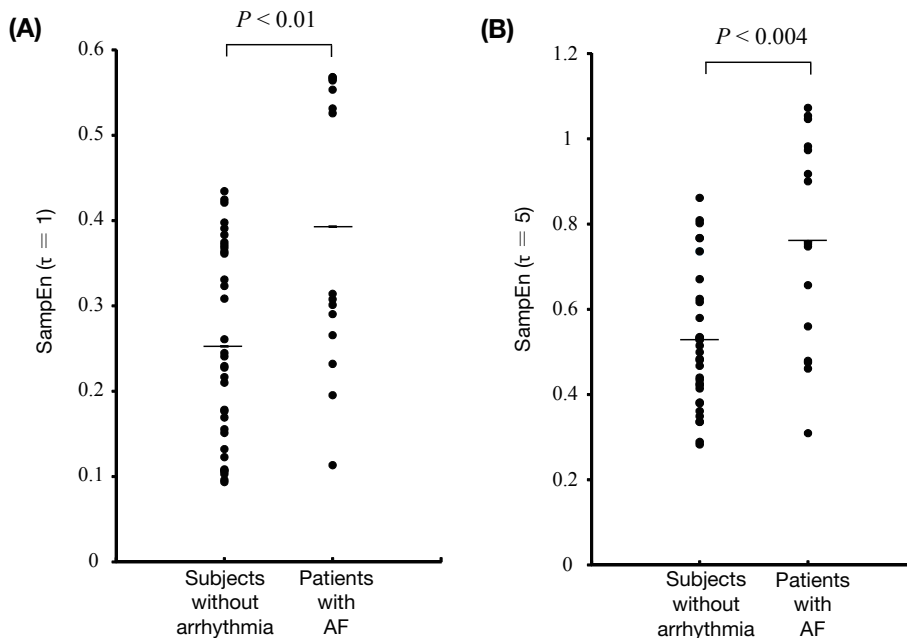 (A)
P < 0.01
0.6
0.5
0.4
0.3
0.2
0.1
0
SampEn (τ = 1)
Subjects
without
arrhythmia
Patients
with
AF
(B)
P < 0.004
1.2
1
0.8
0.6
0.4
0.2
0
SampEn (τ = 5)
Subjects
without
arrhythmia
Patients
with
AF